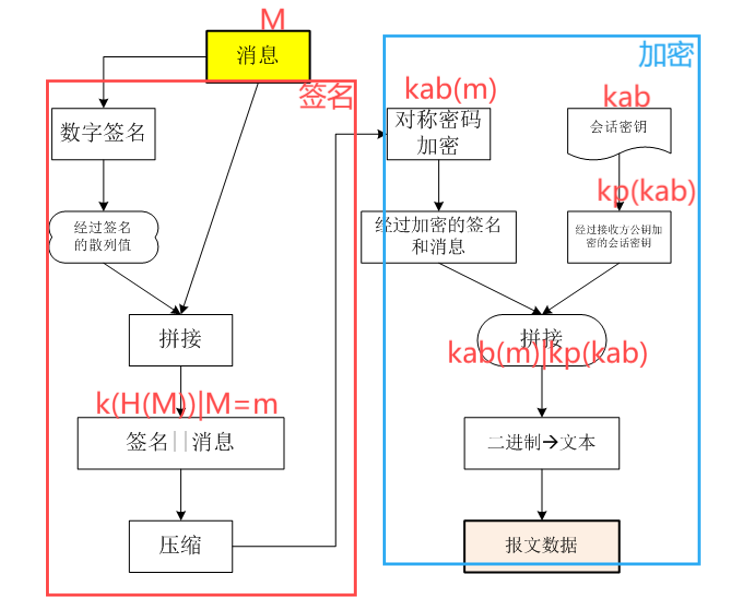 M
消息
签名
数字签名
经过签名
的散列值
拼接
k(H(M))|M=m
签名||消息
压缩
加密
kab(m)
对称密码
加密
kab
会话密钥
kp(kab)
经过加密的签名
和消息
经过接收方公钥加
密的会话密钥
拼接
kab(m)|kp(kab)
二进制→文本
报文数据